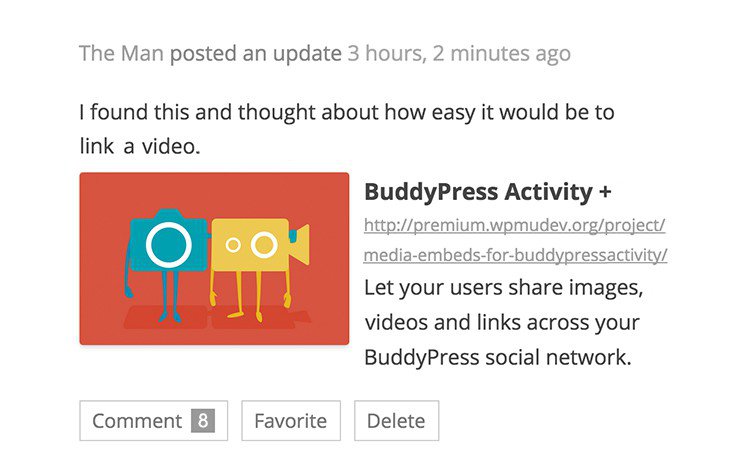 The Man posted an update 3 hours, 2 minutes ago
I found this and thought about how easy it would be to
link a video.
BuddyPress Activity +
http://premium.wpmudev.org/project/
media-embeds-for-buddypressactivity/
Let your users share images,
videos and links across your
BuddyPress social network.
Comment 8 Favorite Delete